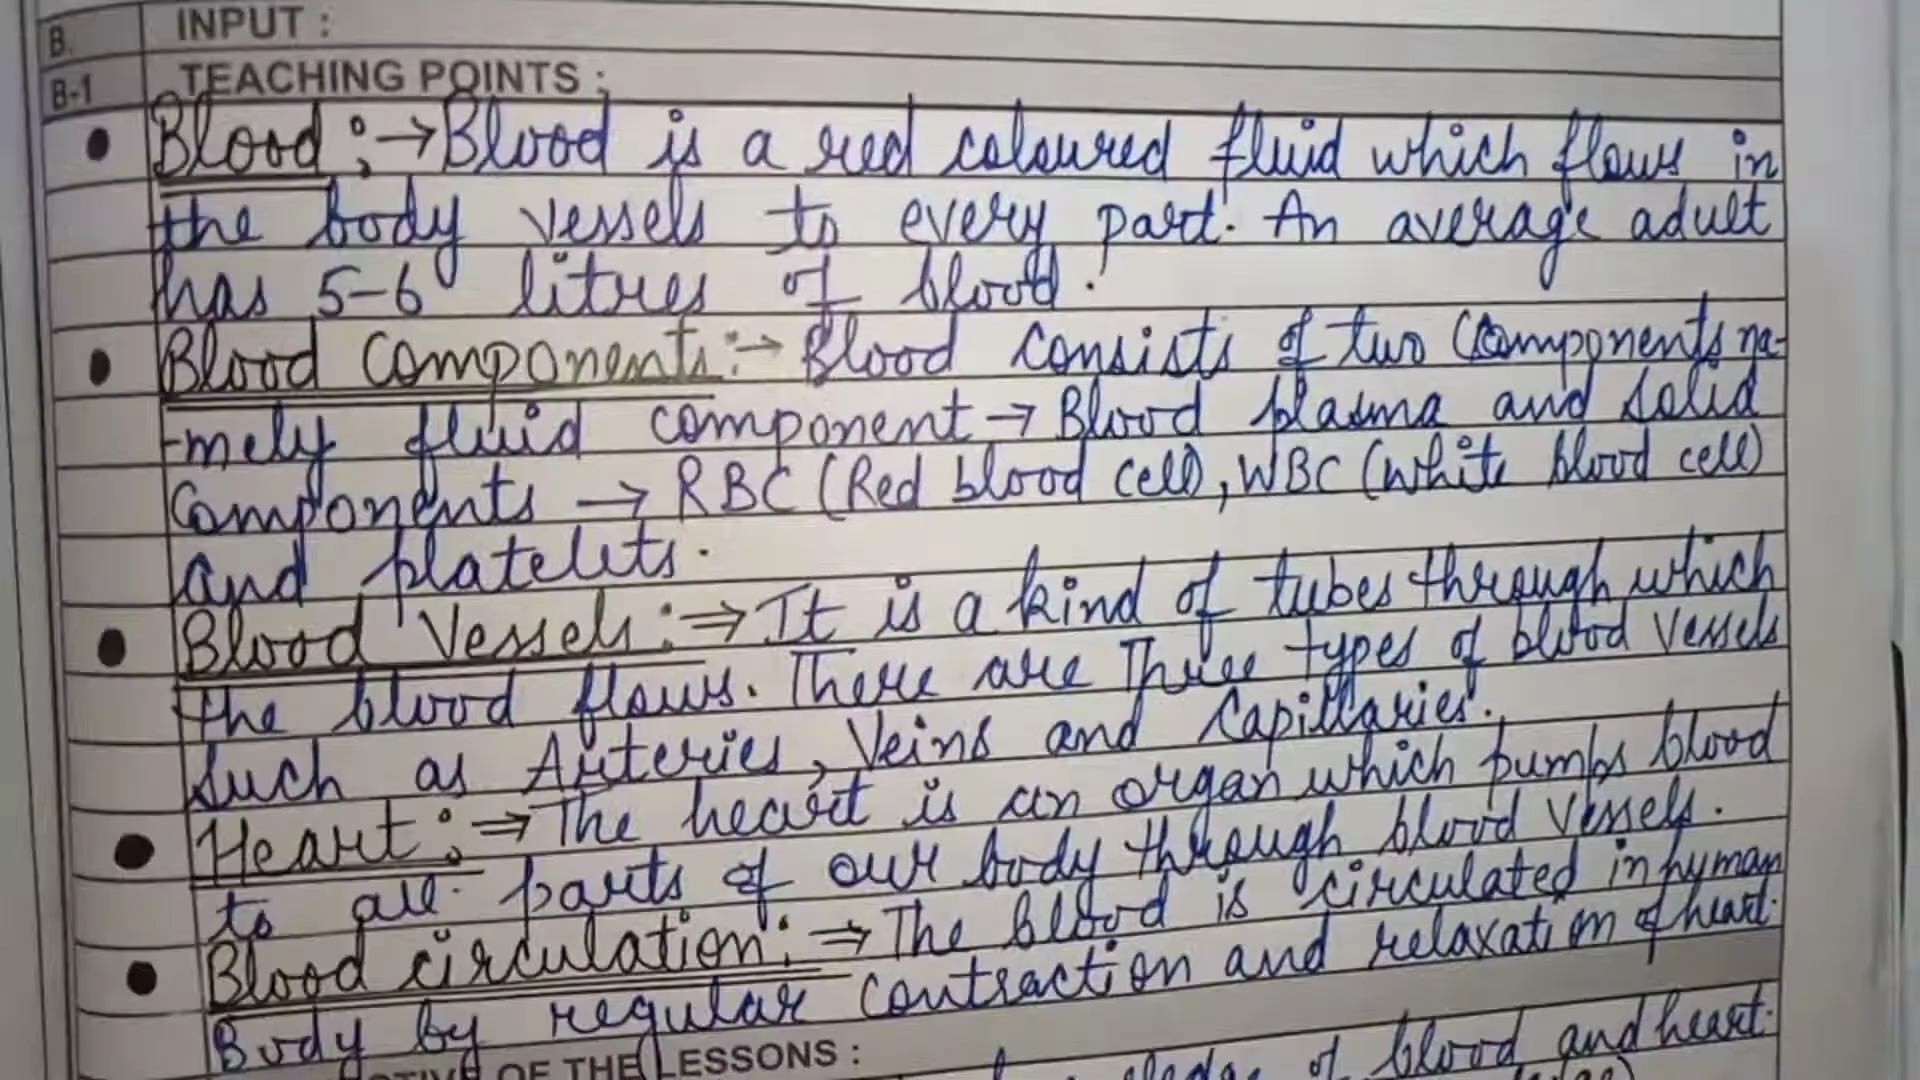 B. INPUT :
B-1 TEACHING POINTS :
• Blood :→ Blood is a red coloured fluid which flows in
the body vessels to every part. An average adult
has 5-6 litres of blood.
• Blood Components :→ Blood consists of two Components na-
-mely fluid component → Blood plasma and solid
Components → RBC (Red blood cell), WBC (White blood cell)
and platelets.
• Blood Vessels :⇒ It is a kind of tubes through which
the blood flows. There are Three types of blood vessels
such as Arteries, Veins and Capillaries.
• Heart :⇒ The heart is an organ which pumps blood
to all parts of our body through blood vessels.
• Blood circulation :⇒ The blood is circulated in human
Body by regular contraction and relaxation of heart.
OF THE LESSONS :
of blood and heart.